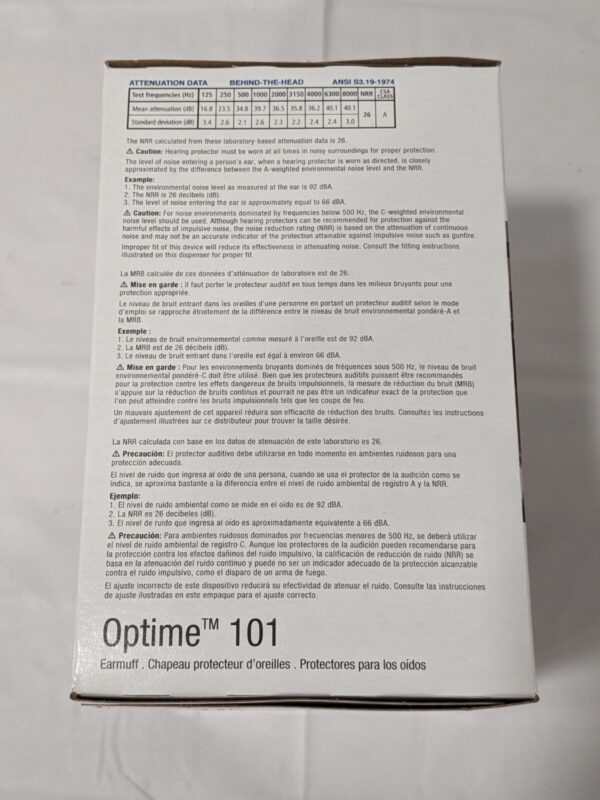 ATTENUATION DATA BEHIND-THE-HEAD ANSI S3.19-1974
Test frequencies (Hz) 125 250 500 1000 2000 3150 4000 6300 8000 NRR CSA CLASS
Mean attenuation (dB) 16.8 23.5 34.8 39.7 36.5 35.8 36.2 40.1 40.1 26 A
Standard deviation (dB) 3.4 2.6 2.1 2.6 2.3 2.2 2.4 2.4 3.0
The NRR calculated from these laboratory-based attenuation data is 26.
⚠ Caution: Hearing protector must be worn at all times in noisy surroundings for proper protection.
The level of noise entering a person's ear, when a hearing protector is worn as directed, is closely
approximated by the difference between the A-weighted environmental noise level and the NRR.
Example:
1. The environmental noise level as measured at the ear is 92 dBA.
2. The NRR is 26 decibels (dB).
3. The level of noise entering the ear is approximately equal to 66 dBA.
⚠ Caution: For noise environments dominated by frequencies below 500 Hz, the C-weighted environmental
noise level should be used. Although hearing protectors can be recommended for protection against the
harmful effects of impulsive noise, the noise reduction rating (NRR) is based on the attenuation of continuous
noise and may not be an accurate indicator of the protection attainable against impulsive noise such as gunfire.
Improper fit of this device will reduce its effectiveness in attenuating noise. Consult the fitting instructions
illustrated on this dispenser for proper fit.
La MRB calculée de ces données d'atténuation de laboratoire est de 26.
⚠ Mise en garde : Il faut porter le protecteur auditif en tous temps dans les milieux bruyants pour une
protection appropriée.
Le niveau de bruit entrant dans les oreilles d'une personne en portant un protecteur auditif selon le mode
d'emploi se rapproche étroitement de la différence entre le niveau de bruit environnemental pondéré-A et
la MRB.
Exemple :
1. Le niveau de bruit environnemental comme mesuré à l'oreille est de 92 dBA.
2. La MRB est de 26 décibels (dB).
3. Le niveau de bruit entrant dans l'oreille est égal à environ 66 dBA.
⚠ Mise en garde : Pour les environnements bruyants dominés de fréquences sous 500 Hz, le niveau de bruit
environnemental pondéré-C doit être utilisé. Bien que les protecteurs auditifs puissent être recommandés
pour la protection contre les effets dangereux de bruits impulsionnels, la mesure de réduction du bruit (MRB)
s'appuie sur la réduction de bruits continus et pourrait ne pas être un indicateur exact de la protection que
l'on peut atteindre contre les bruits impulsionnels tels que les coups de feu.
Un mauvais ajustement de cet appareil réduira son efficacité de réduction des bruits. Consultez les instructions
d'ajustement illustrées sur ce distributeur pour trouver la taille désirée.
La NRR calculada con base en los datos de atenuación de este laboratorio es 26.
⚠ Precaución: El protector auditivo debe utilizarse en todo momento en ambientes ruidosos para una
protección adecuada.
El nivel de ruido que ingresa al oído de una persona, cuando se usa el protector de la audición como se
indica, se aproxima bastante a la diferencia entre el nivel de ruido ambiental de registro A y la NRR.
Ejemplo:
1. El nivel de ruido ambiental como se mide en el oído es de 92 dBA.
2. La NRR es 26 decibeles (dB).
3. El nivel de ruido que ingresa al oído es aproximadamente equivalente a 66 dBA.
⚠ Precaución: Para ambientes ruidosos dominados por frecuencias menores de 500 Hz, se deberá utilizar
el nivel de ruido ambiental de registro C. Aunque los protectores de la audición pueden recomendarse para
la protección contra los efectos dañinos del ruido impulsivo, la calificación de reducción de ruido (NRR) se
basa en la atenuación del ruido continuo y puede no ser un indicador adecuado de la protección alcanzable
contra el ruido impulsivo, como el disparo de un arma de fuego.
El ajuste incorrecto de este dispositivo reducirá su efectividad de atenuar el ruido. Consulte las instrucciones
de ajuste ilustradas en este empaque para el ajuste correcto.
Optime™ 101
Earmuff . Chapeau protecteur d'oreilles . Protectores para los oídos